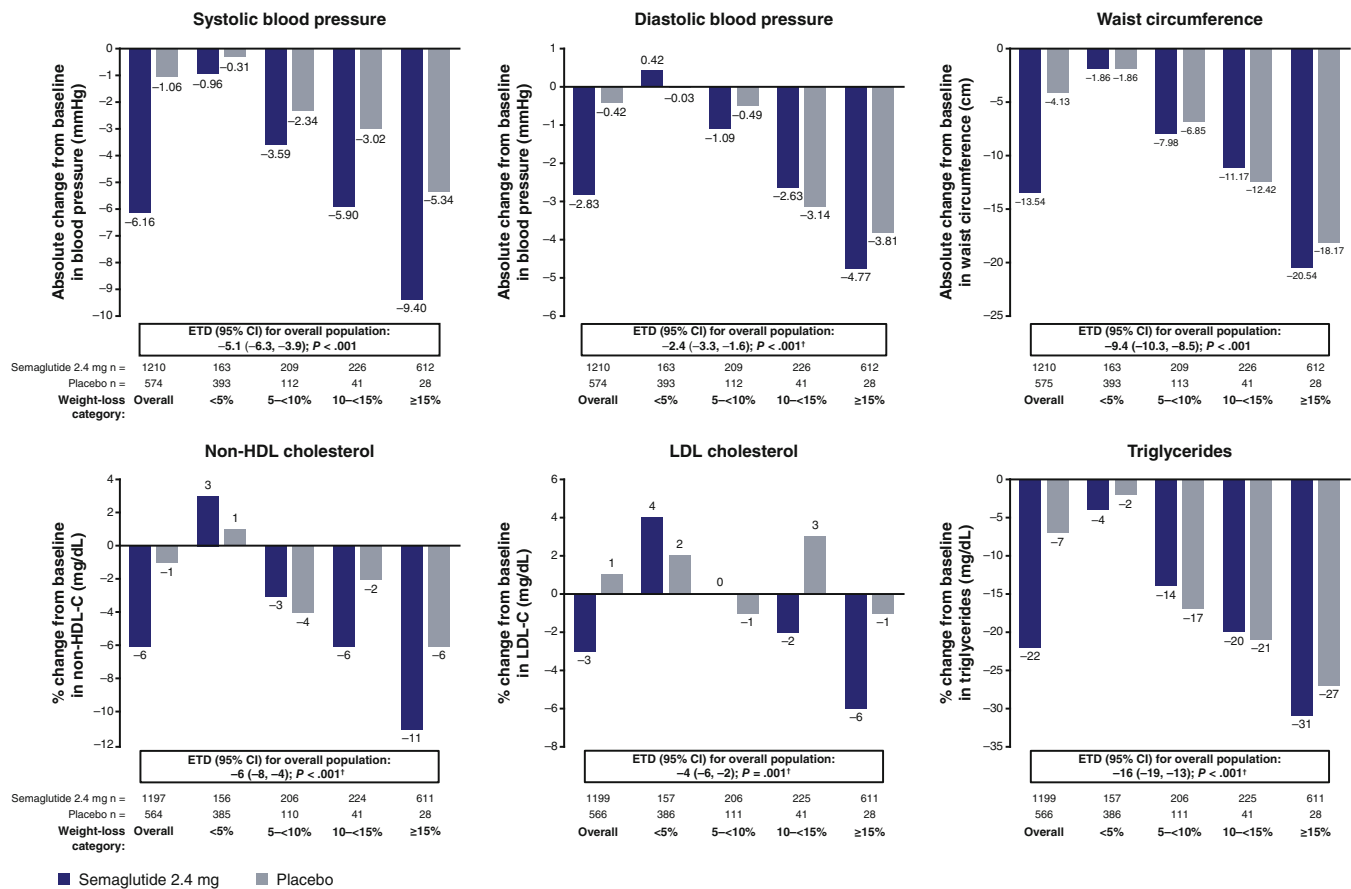 Systolic blood pressure
Absolute change from baseline
in blood pressure (mmHg)
0
–1
–2
–3
–4
–5
–6
–7
–8
–9
–10
–6.16
–1.06
–0.96
–0.31
–3.59
–2.34
–5.90
–3.02
–9.40
–5.34
ETD (95% CI) for overall population:
–5.1 (–6.3, –3.9); P < .001
Semaglutide 2.4 mg n = 1210 163 209 226 612
Placebo n = 574 393 112 41 28
Weight-loss category: Overall <5% 5–<10% 10–<15% ≥15%
Diastolic blood pressure
Absolute change from baseline
in blood pressure (mmHg)
1
0
–1
–2
–3
–4
–5
–6
–2.83
–0.42
0.42
–0.03
–1.09
–0.49
–2.63
–3.14
–4.77
–3.81
ETD (95% CI) for overall population:
–2.4 (–3.3, –1.6); P < .001†
1210 163 209 226 612
574 393 112 41 28
Overall <5% 5–<10% 10–<15% ≥15%
Waist circumference
Absolute change from baseline
in waist circumference (cm)
0
–5
–10
–15
–20
–25
–13.54
–4.13
–1.86
–1.86
–7.98
–6.85
–11.17
–12.42
–20.54
–18.17
ETD (95% CI) for overall population:
–9.4 (–10.3, –8.5); P < .001
1210 163 209 226 612
575 393 113 41 28
Overall <5% 5–<10% 10–<15% ≥15%
Non-HDL cholesterol
% change from baseline
in non-HDL-C (mg/dL)
4
2
0
–2
–4
–6
–8
–10
–12
–6
–1
3
1
–3
–4
–6
–2
–11
–6
ETD (95% CI) for overall population:
–6 (–8, –4); P < .001†
Semaglutide 2.4 mg n = 1197 156 206 224 611
Placebo n = 564 385 110 41 28
Weight-loss category: Overall <5% 5–<10% 10–<15% ≥15%
LDL cholesterol
% change from baseline
in LDL-C (mg/dL)
6
4
2
0
–2
–4
–6
–8
–3
1
4
2
0
–1
–2
3
–6
–1
ETD (95% CI) for overall population:
–4 (–6, –2); P = .001†
1199 157 206 225 611
566 386 111 41 28
Overall <5% 5–<10% 10–<15% ≥15%
Triglycerides
% change from baseline
in triglycerides (mg/dL)
0
–5
–10
–15
–20
–25
–30
–35
–22
–7
–4
–2
–14
–17
–20
–21
–31
–27
ETD (95% CI) for overall population:
–16 (–19, –13); P < .001†
1199 157 206 225 611
566 386 111 41 28
Overall <5% 5–<10% 10–<15% ≥15%
Semaglutide 2.4 mg
Placebo